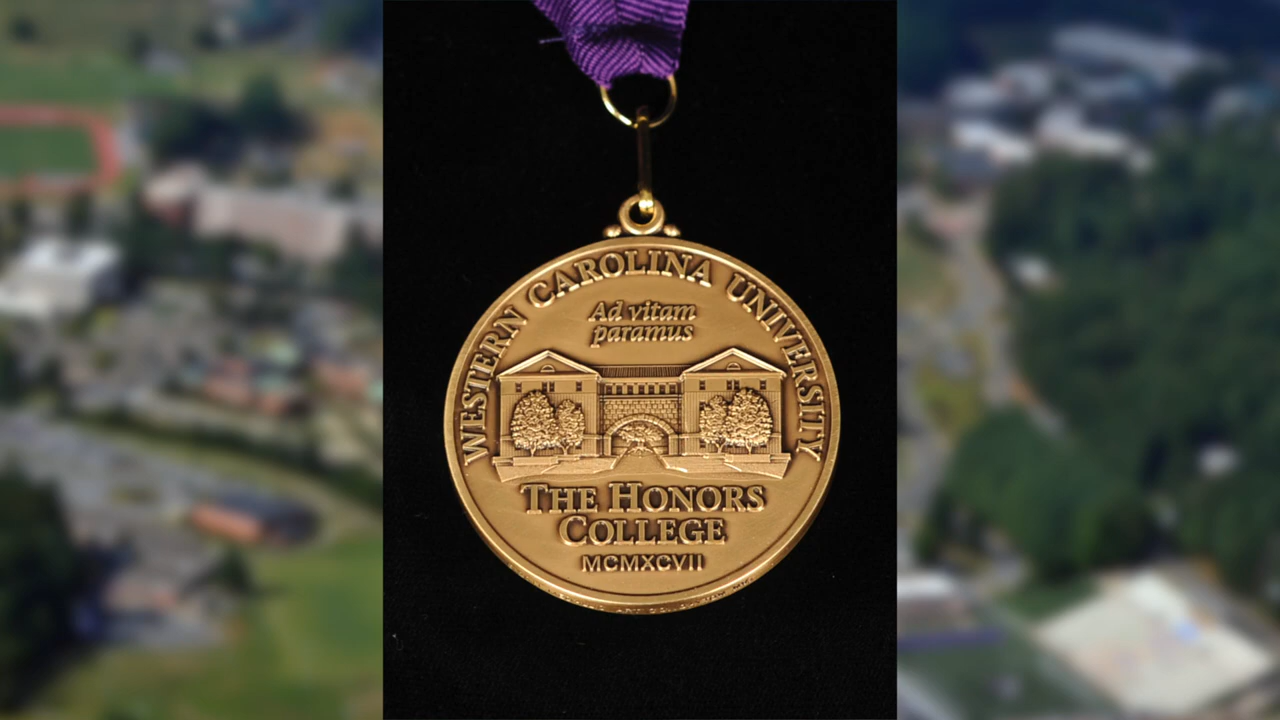 WESTERN CAROLINA UNIVERSITY
Ad vitam
paramus
THE HONORS
COLLEGE
MCMXCVII